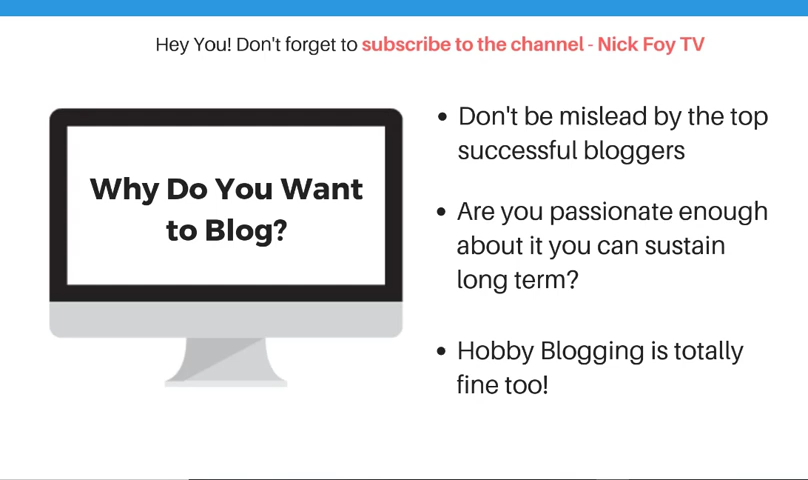 Hey You! Don't forget to subscribe to the channel - Nick Foy TV
Why Do You Want
to Blog?
• Don't be mislead by the top
successful bloggers
• Are you passionate enough
about it you can sustain
long term?
• Hobby Blogging is totally
fine too!